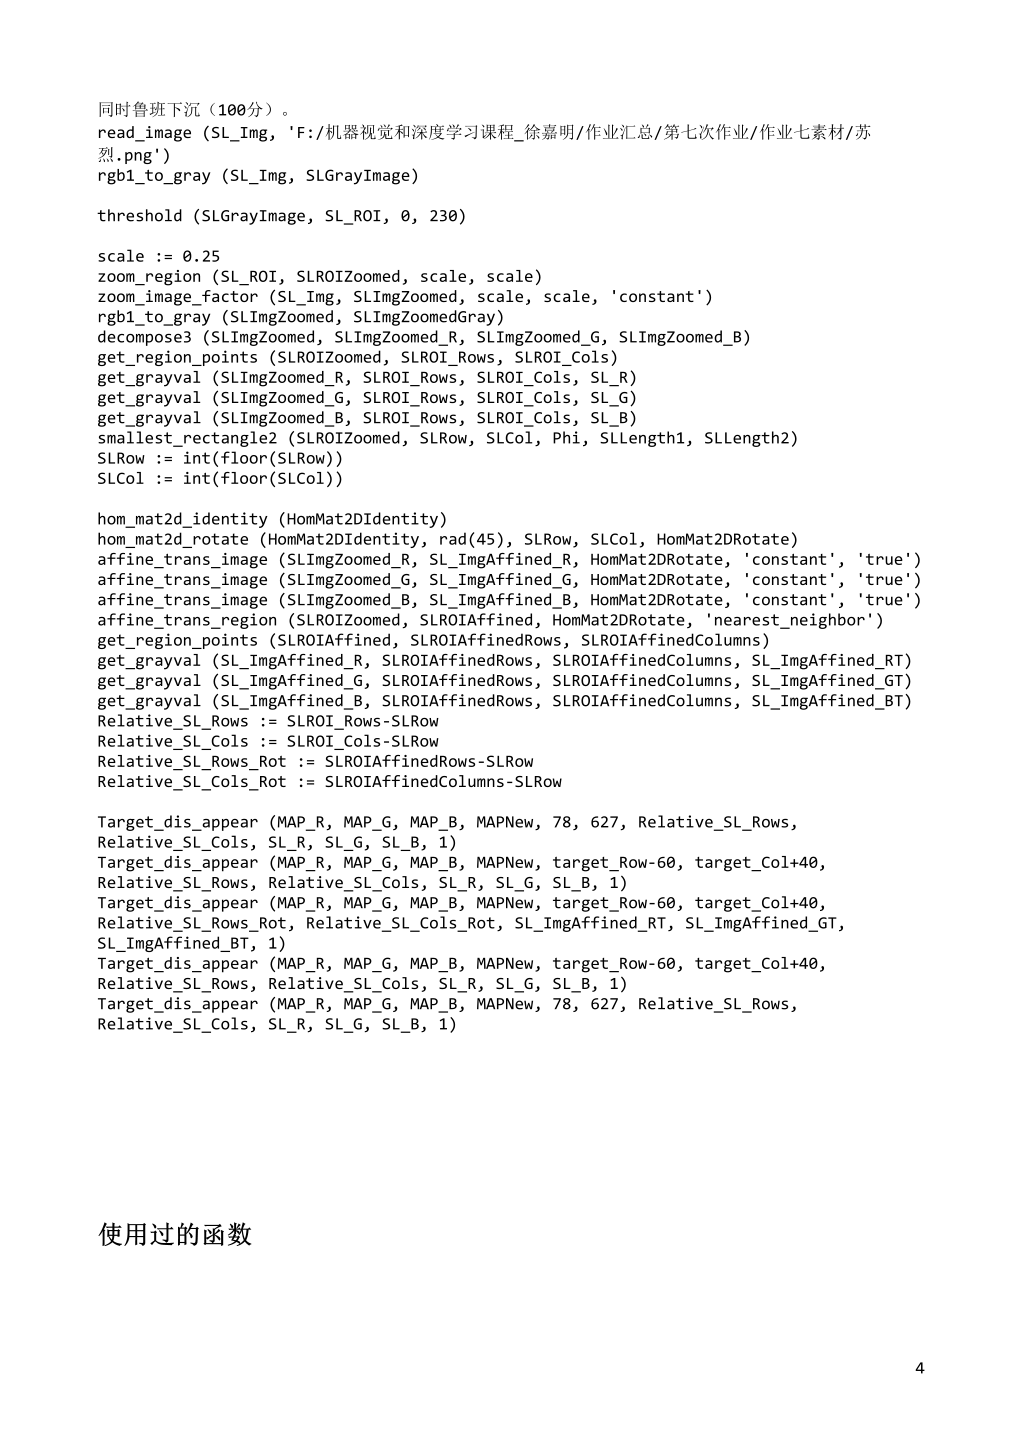 同时鲁班下沉（100分）。
read_image (SL_Img, 'F:/机器视觉和深度学习课程_徐嘉明/作业汇总/第七次作业/作业七素材/苏
烈.png')
rgb1_to_gray (SL_Img, SLGrayImage)
threshold (SLGrayImage, SL_ROI, 0, 230)
scale := 0.25
zoom_region (SL_ROI, SLROIZoomed, scale, scale)
zoom_image_factor (SL_Img, SLImgZoomed, scale, scale, 'constant')
rgb1_to_gray (SLImgZoomed, SLImgZoomedGray)
decompose3 (SLImgZoomed, SLImgZoomed_R, SLImgZoomed_G, SLImgZoomed_B)
get_region_points (SLROIZoomed, SLROI_Rows, SLROI_Cols)
get_grayval (SLImgZoomed_R, SLROI_Rows, SLROI_Cols, SL_R)
get_grayval (SLImgZoomed_G, SLROI_Rows, SLROI_Cols, SL_G)
get_grayval (SLImgZoomed_B, SLROI_Rows, SLROI_Cols, SL_B)
smallest_rectangle2 (SLROIZoomed, SLRow, SLCol, Phi, SLLength1, SLLength2)
SLRow := int(floor(SLRow))
SLCol := int(floor(SLCol))
hom_mat2d_identity (HomMat2DIdentity)
hom_mat2d_rotate (HomMat2DIdentity, rad(45), SLRow, SLCol, HomMat2DRotate)
affine_trans_image (SLImgZoomed_R, SL_ImgAffined_R, HomMat2DRotate, 'constant', 'true')
affine_trans_image (SLImgZoomed_G, SL_ImgAffined_G, HomMat2DRotate, 'constant', 'true')
affine_trans_image (SLImgZoomed_B, SL_ImgAffined_B, HomMat2DRotate, 'constant', 'true')
affine_trans_region (SLROIZoomed, SLROIAffined, HomMat2DRotate, 'nearest_neighbor')
get_region_points (SLROIAffined, SLROIAffinedRows, SLROIAffinedColumns)
get_grayval (SL_ImgAffined_R, SLROIAffinedRows, SLROIAffinedColumns, SL_ImgAffined_RT)
get_grayval (SL_ImgAffined_G, SLROIAffinedRows, SLROIAffinedColumns, SL_ImgAffined_GT)
get_grayval (SL_ImgAffined_B, SLROIAffinedRows, SLROIAffinedColumns, SL_ImgAffined_BT)
Relative_SL_Rows := SLROI_Rows-SLRow
Relative_SL_Cols := SLROI_Cols-SLRow
Relative_SL_Rows_Rot := SLROIAffinedRows-SLRow
Relative_SL_Cols_Rot := SLROIAffinedColumns-SLRow
Target_dis_appear (MAP_R, MAP_G, MAP_B, MAPNew, 78, 627, Relative_SL_Rows,
Relative_SL_Cols, SL_R, SL_G, SL_B, 1)
Target_dis_appear (MAP_R, MAP_G, MAP_B, MAPNew, target_Row-60, target_Col+40,
Relative_SL_Rows, Relative_SL_Cols, SL_R, SL_G, SL_B, 1)
Target_dis_appear (MAP_R, MAP_G, MAP_B, MAPNew, target_Row-60, target_Col+40,
Relative_SL_Rows_Rot, Relative_SL_Cols_Rot, SL_ImgAffined_RT, SL_ImgAffined_GT,
SL_ImgAffined_BT, 1)
Target_dis_appear (MAP_R, MAP_G, MAP_B, MAPNew, target_Row-60, target_Col+40,
Relative_SL_Rows, Relative_SL_Cols, SL_R, SL_G, SL_B, 1)
Target_dis_appear (MAP_R, MAP_G, MAP_B, MAPNew, 78, 627, Relative_SL_Rows,
Relative_SL_Cols, SL_R, SL_G, SL_B, 1)
使用过的函数
4